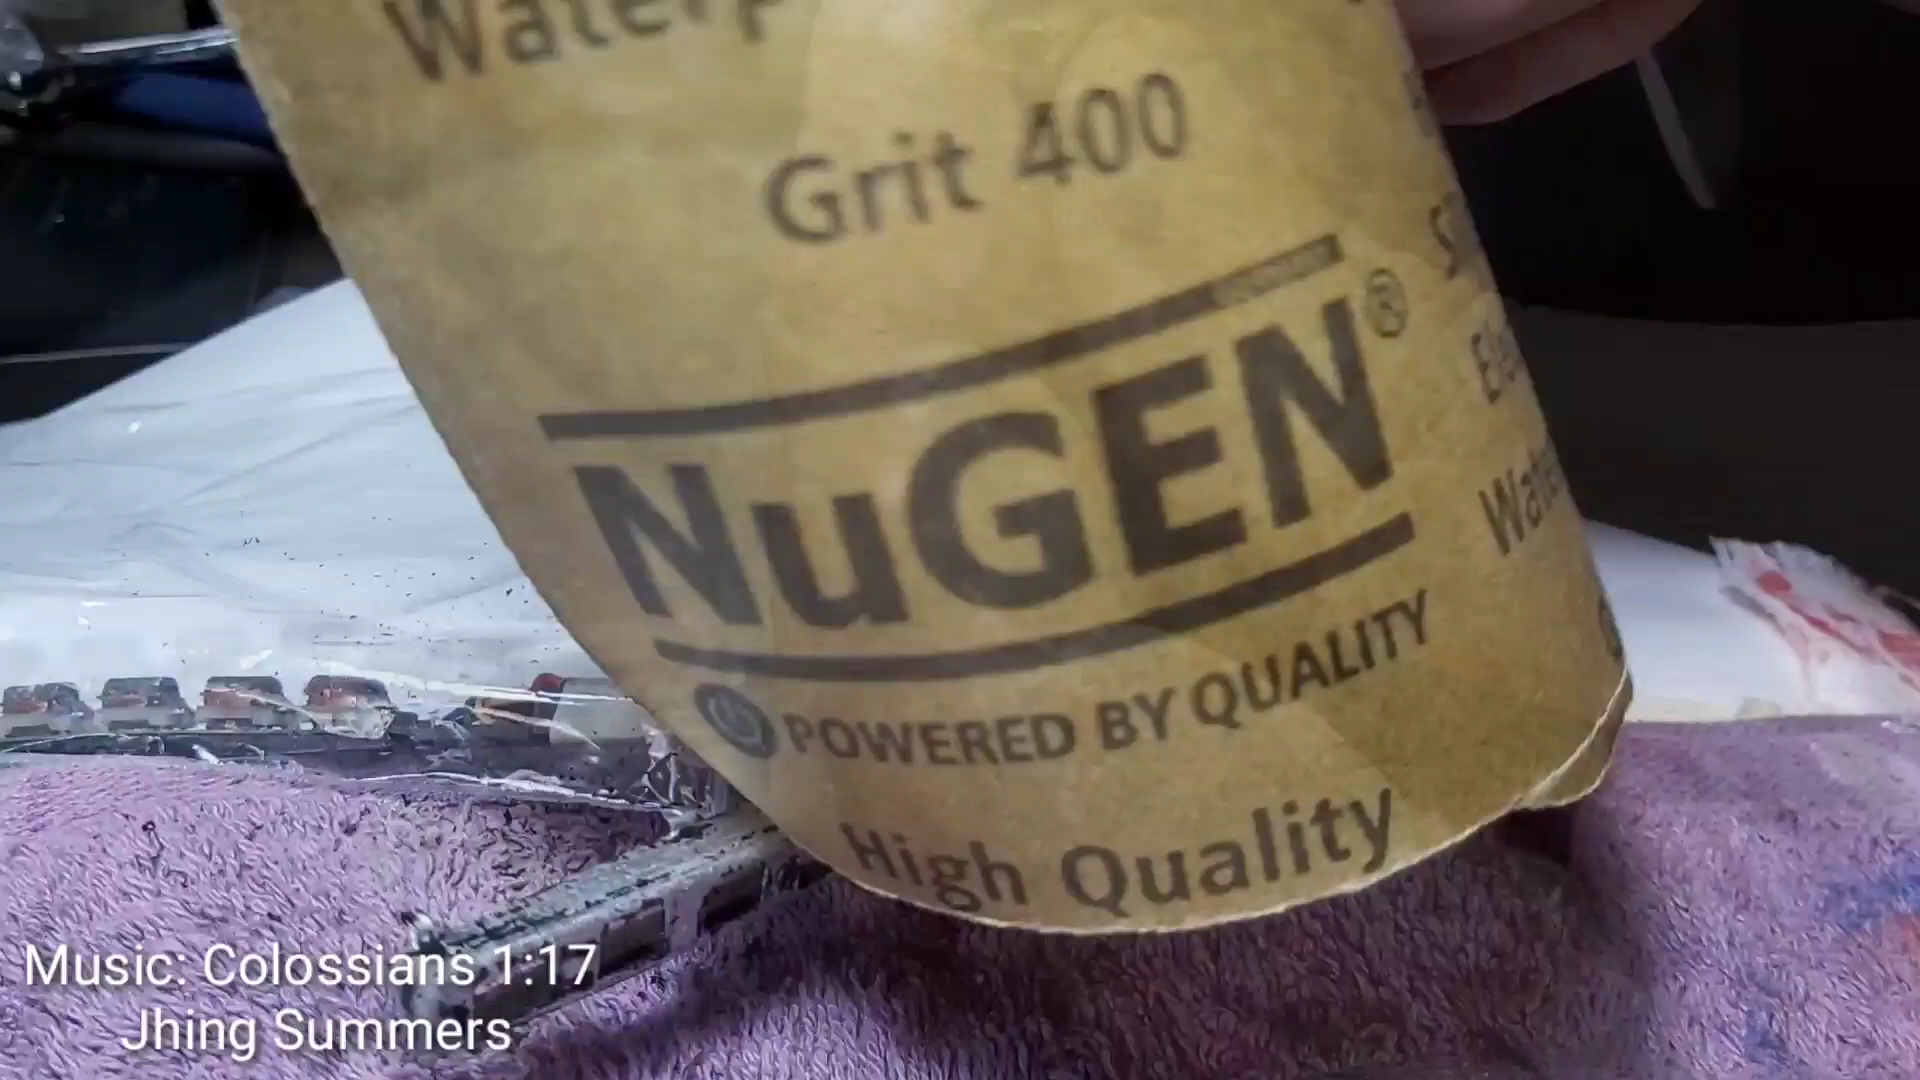 Grit 400
NuGEN®
POWERED BY QUALITY
High Quality
Music: Colossians 1:17
Jhing Summers